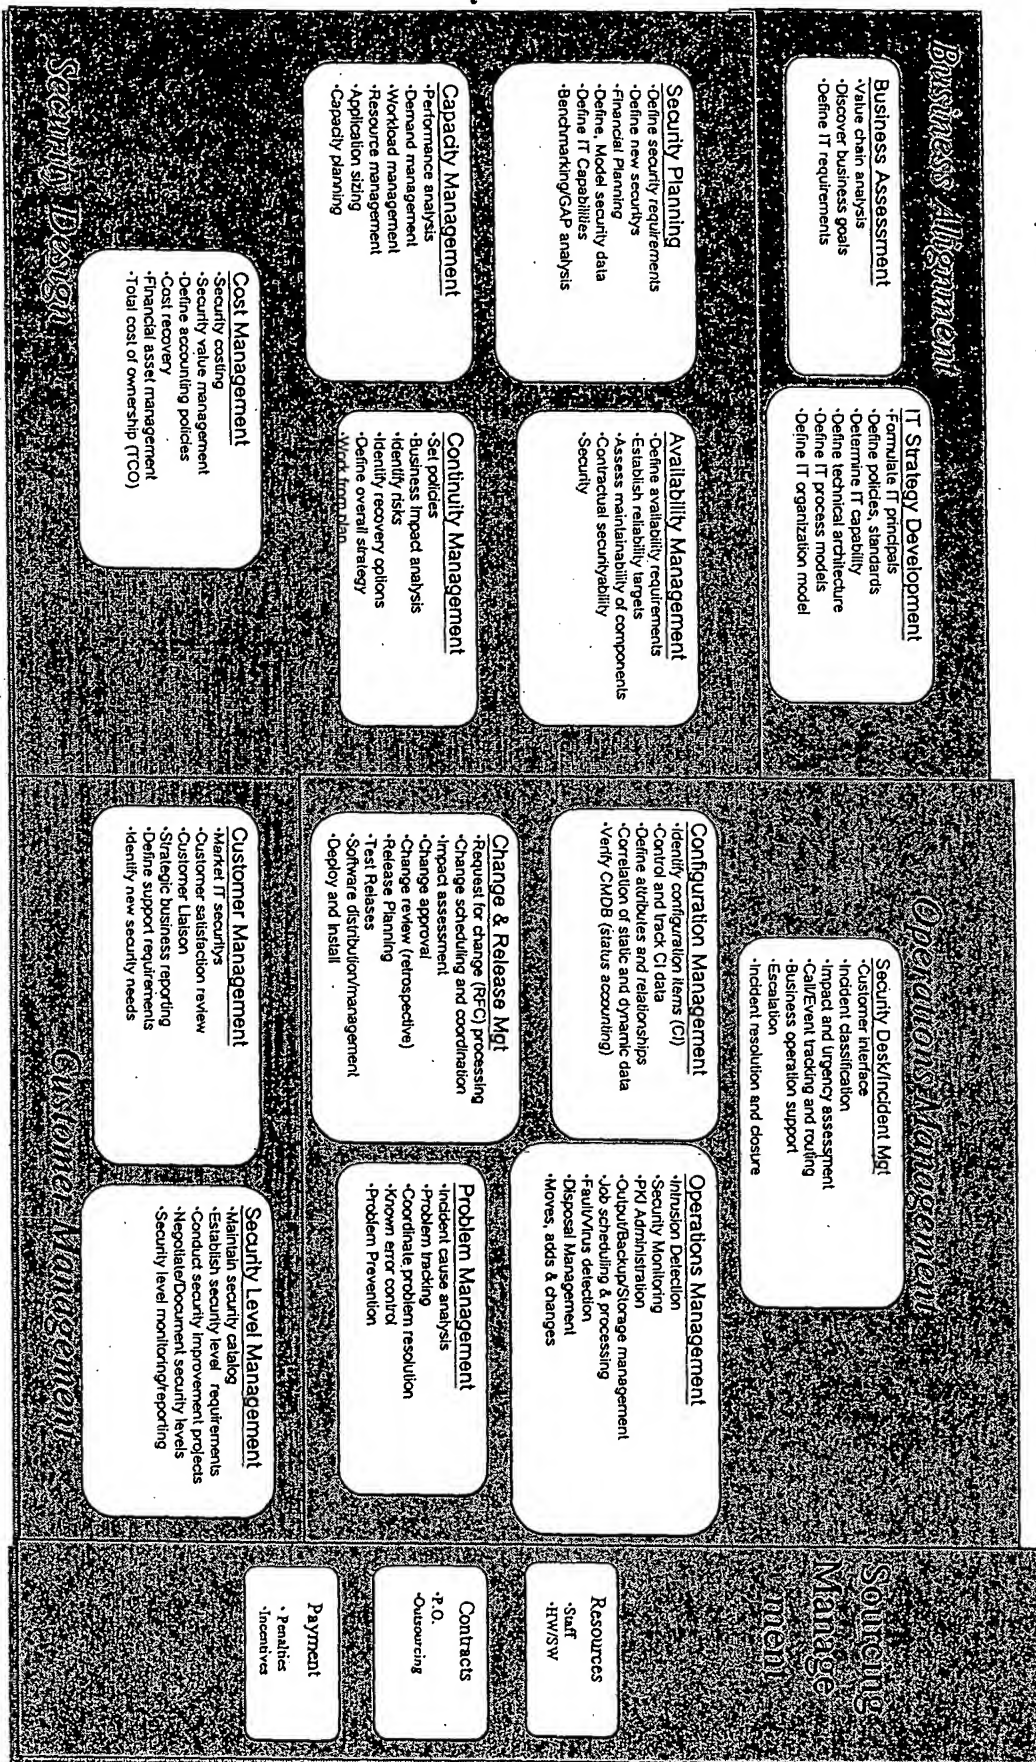 Business Allignment
Business Assessment
•Value chain analysis
•Discover business goals
•Define IT requirements
IT Strategy Development
•Formulate IT principals
•Define policies, standards
•Determine IT capability
•Define technical architecture
•Define IT process models
•Define IT organization model
Security Planning
•Define security requirements
•Define new securitys
•Financial Planning
•Define, Model security data
•Define IT Capabilities
•Benchmarking/GAP analysis
Availability Management
•Define availability requirements
•Establish reliability targets
•Assess maintainability of components
•Contractual securityability
•Security
Capacity Management
•Performance analysis
•Demand management
•Workload management
•Resource management
•Application sizing
•Capacity planning
Continuity Management
•Set policies
•Business Impact analysis
•Identify risks
•Identify recovery options
•Define overall strategy
•Work from plan
Cost Management
•Security costing
•Security value management
•Define accounting policies
•Cost recovery
•Financial asset management
•Total cost of ownership (TCO)
Security Design
Operations Management
Security Desk/Incident Mgt
•Customer interface
•Incident classification
•Impact and urgency assessment
•Call/Event tracking and routing
•Business operation support
•Escalation
•Incident resolution and closure
Configuration Management
•Identify configuration items (CI)
•Control and track CI data
•Define atributes and relationships
•Correlation of static and dynamic data
•Verify CMDB (status accounting)
Operations Management
•Intrusion Detection
•Security Monitoring
•PKI Administration
•Output/Backup/Storage management
•Job scheduling & processing
•Fault/Virus detection
•Disposal Management
•Moves, adds & changes
Change & Release Mgt
•Request for change (RFC) processing
•Change scheduling and coordination
•Impact assessment
•Change approval
•Change review (retrospective)
•Release Planning
•Test Relases
•Software distribution/management
•Deploy and Install
Problem Management
•Incident cause analysis
•Problem tracking
•Coordinate problem resolution
•Known error control
•Problem Prevention
Customer Management
•Market IT securitys
•Customer satisfaction review
•Customer Liaison
•Strategic business reporting
•Define support requirements
•Identify new security needs
Security Level Management
•Maintain security catalog
•Establish security level requirements
•Conduct security improvement projects
•Negotiate/Document security levels
•Security level monitoring/reporting
Customer Management
Sourcing
Manage
ment
Resources
•Staff
•HW/SW
Contracts
•P.O.
•Outsourcing
Payment
• Penalties
•Incentives